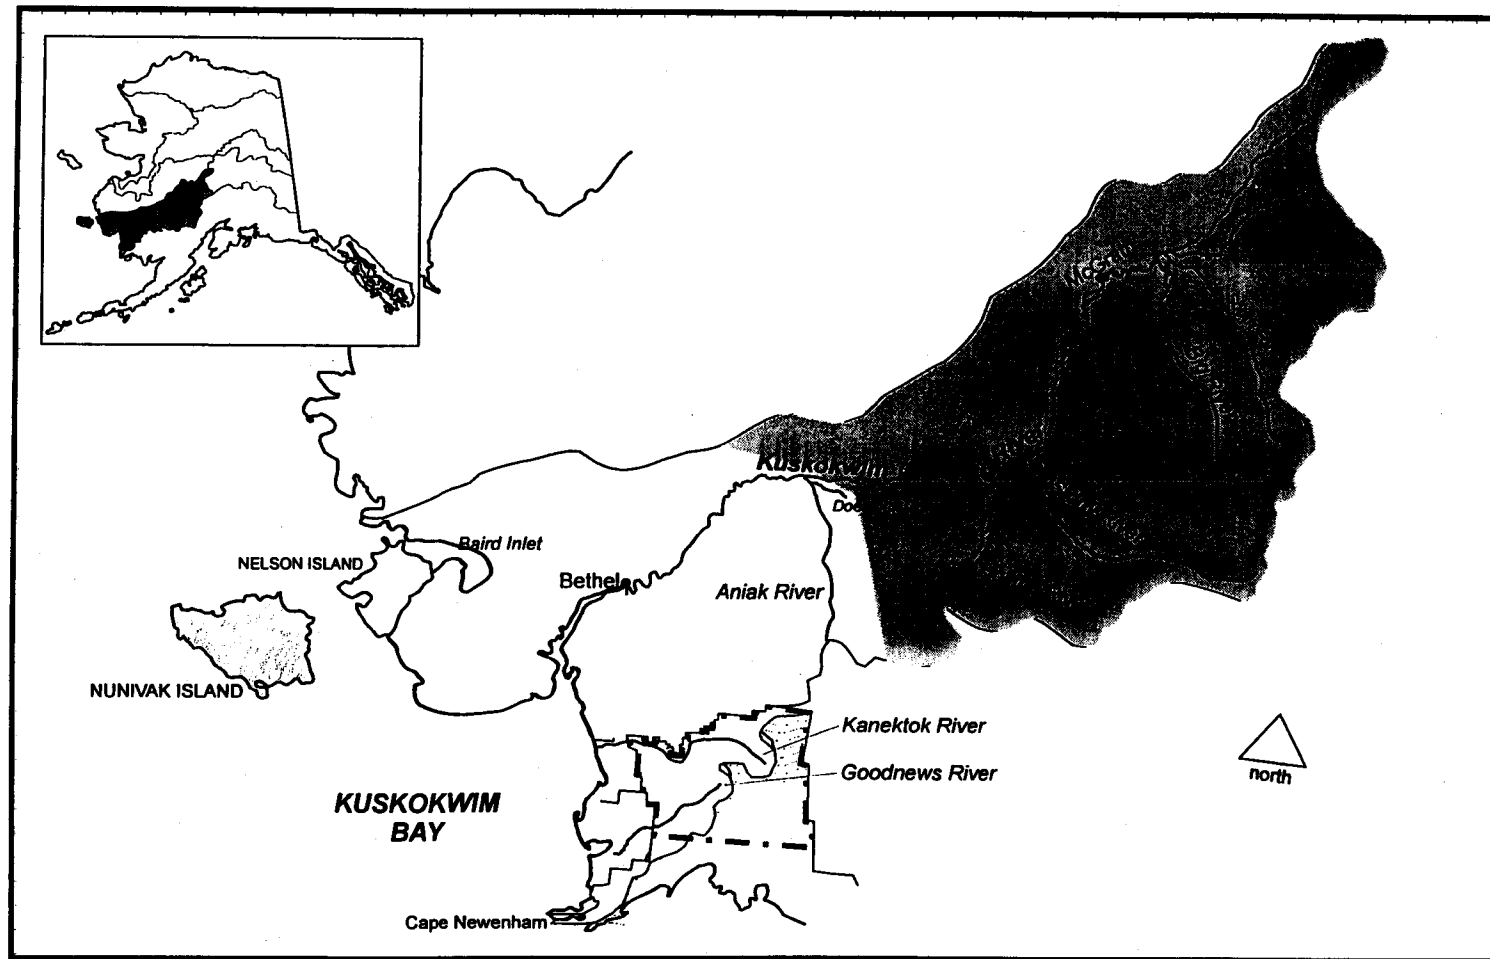 Kuskokwim
Baird Inlet
NELSON ISLAND
Bethel
Aniak River
NUNIVAK ISLAND
Kanektok River
Goodnews River
north
KUSKOKWIM
BAY
Cape Newenham